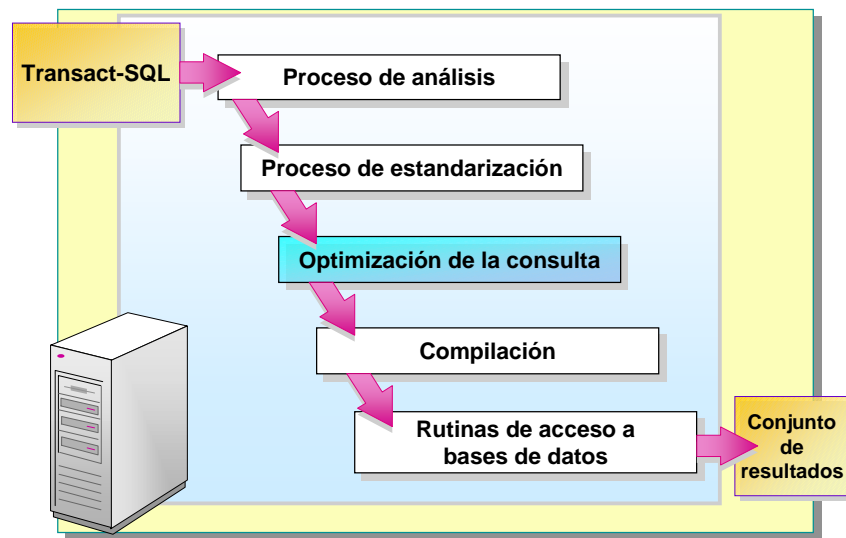 Transact-SQL
Proceso de análisis
Proceso de estandarización
Optimización de la consulta
Compilación
Rutinas de acceso a
bases de datos
Conjunto
de
resultados